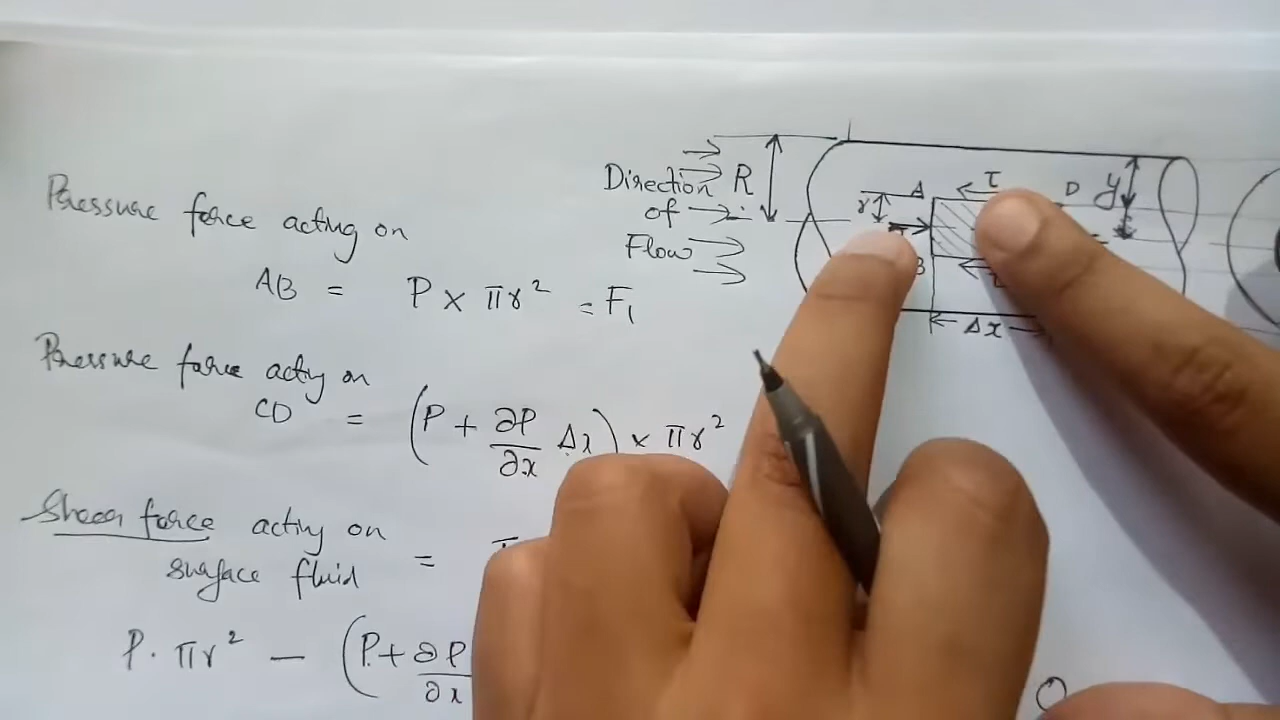 Pressure force acting on
AB = P × πr² = F₁
Pressure force acting on
CD = (P + ∂P/∂x Δx) × πr²
Shear force acting on
surface fluid =
P. πr² — (P + ∂P/∂x
Direction
of
Flow
R
r
A
τ
D
y
B
Δx